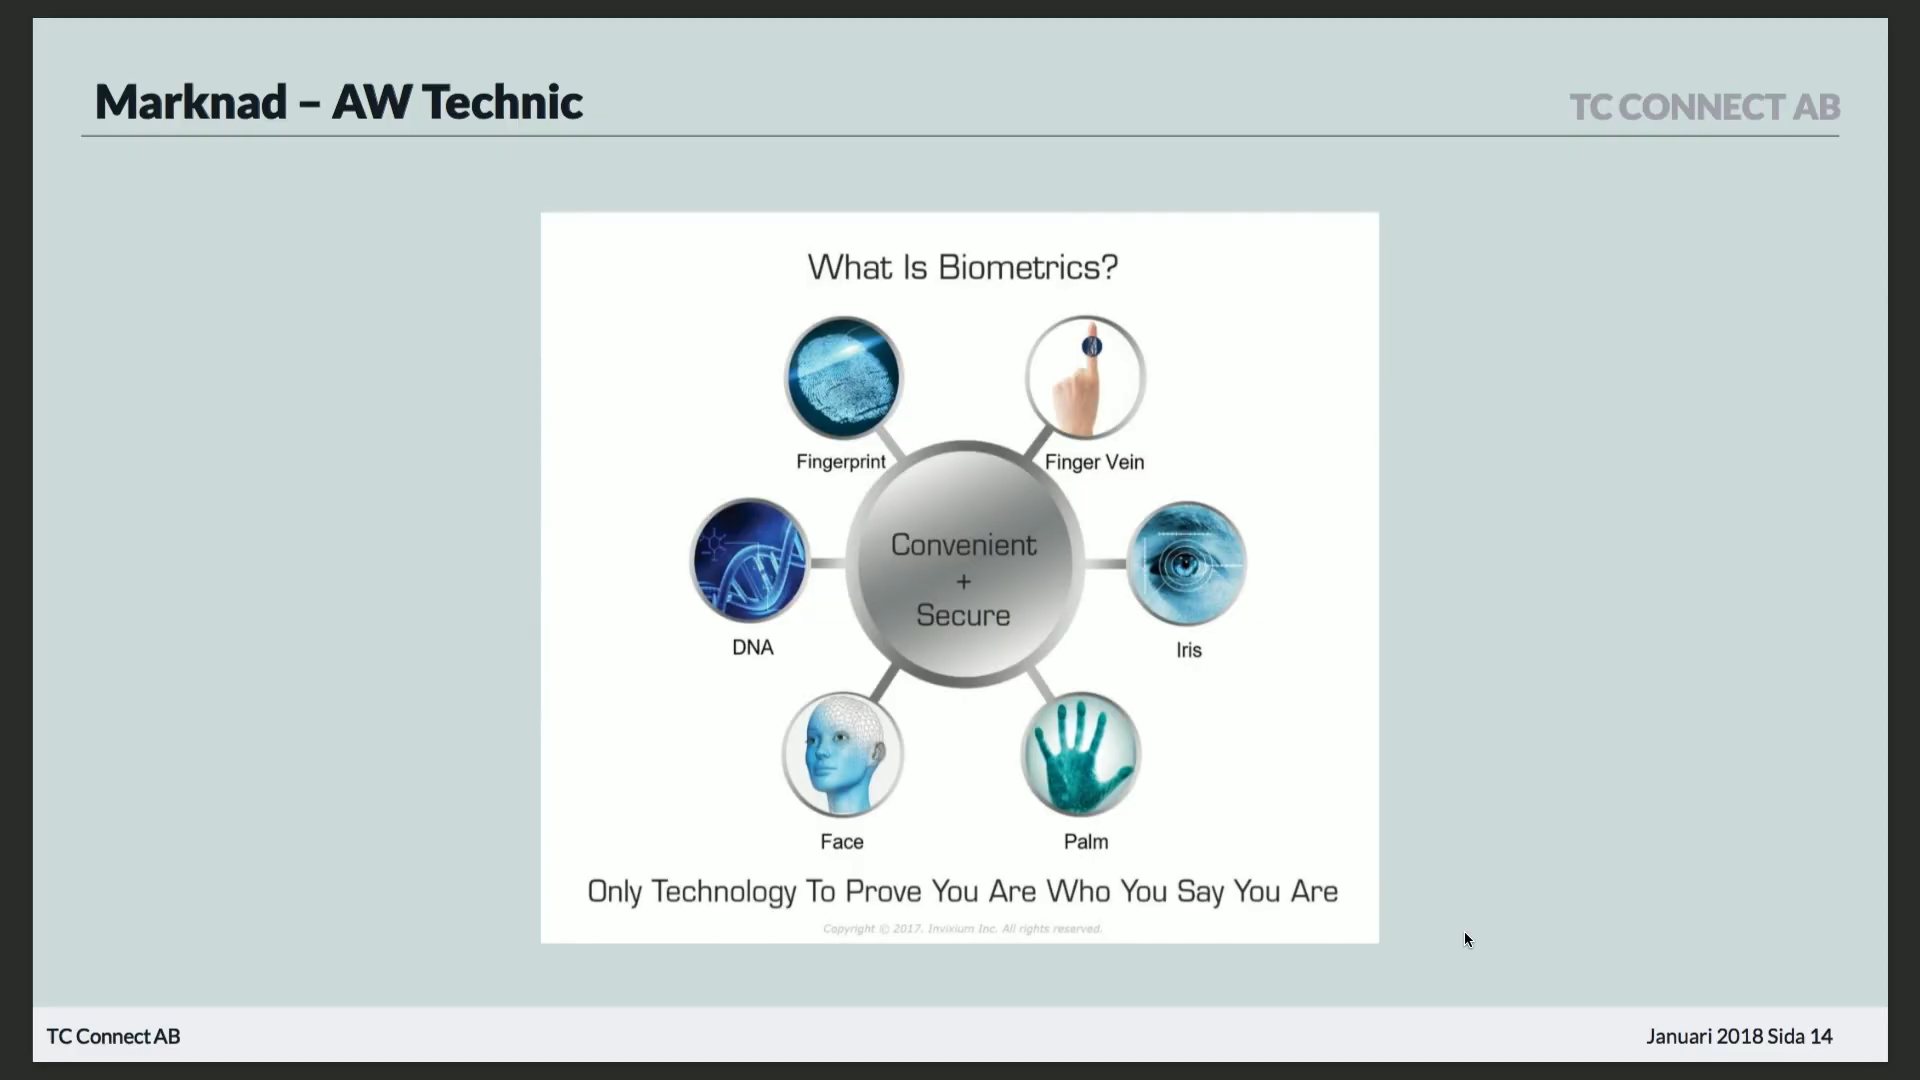 Marknad – AW Technic
TC CONNECT AB
What Is Biometrics?
Fingerprint
Finger Vein
Convenient
+
Secure
DNA
Iris
Face
Palm
Only Technology To Prove You Are Who You Say You Are
Copyright © 2017. Invixium Inc. All rights reserved.
TC Connect AB
Januari 2018 Sida 14